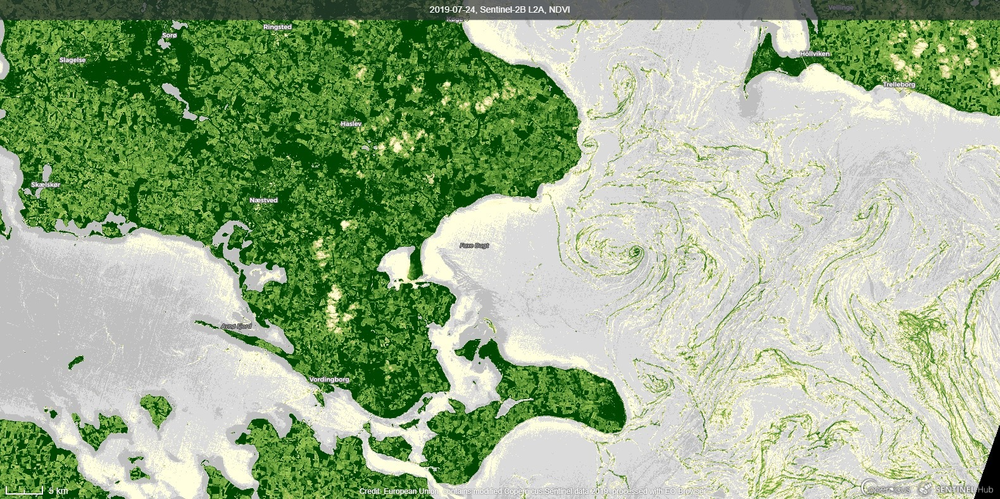 2019-07-24, Sentinel-2B L2A, NDVI
Vellinge
Køge
Ringsted
Sorø
Höllviken
Slagelse
Trelleborg
Haslev
Skælskør
Næstved
Faxe Bugt
Avnø Fjord
Vordingborg
5 km
Credit: European Union, contains modified Copernicus Sentinel data 2019, processed with EO Browser
opernicus
SENTINEL Hub